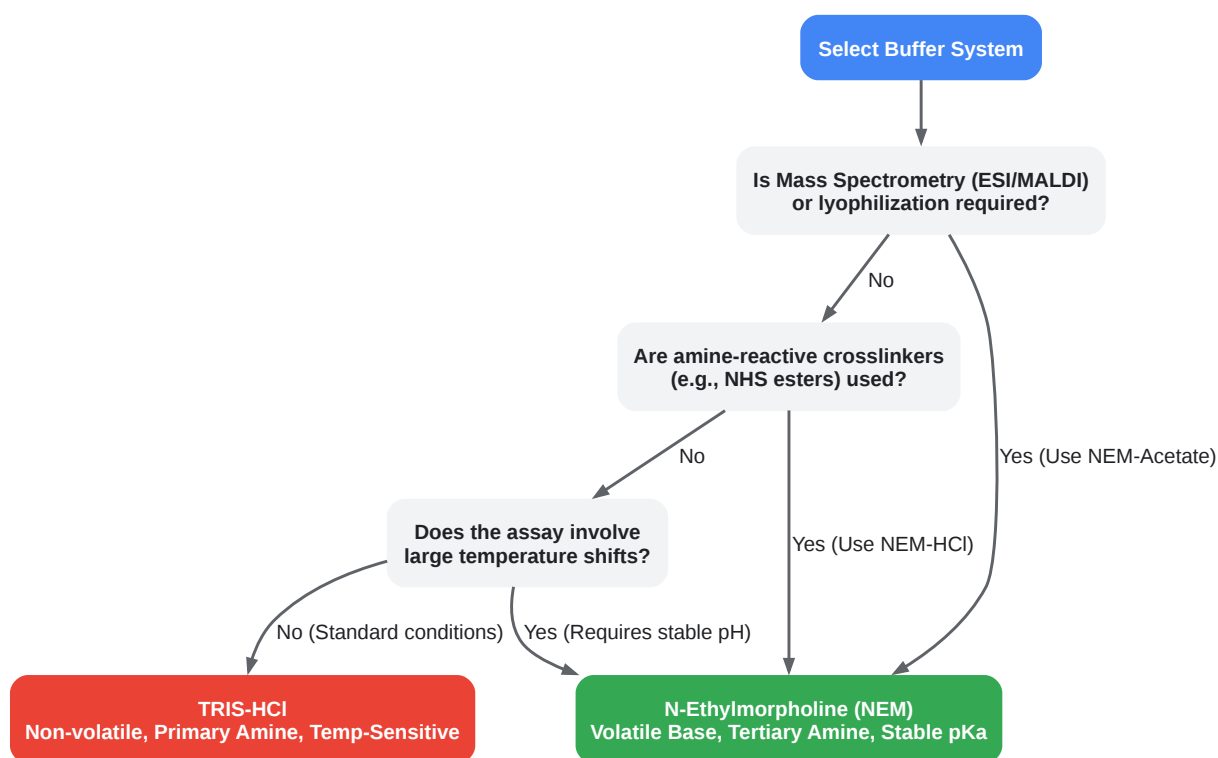 Select Buffer System
Is Mass Spectrometry (ESI/MALDI)
or lyophilization required?
No
Are amine-reactive crosslinkers
(e.g., NHS esters) used?
No
Yes (Use NEM-Acetate)
Does the assay involve
large temperature shifts?
Yes (Use NEM-HCl)
No (Standard conditions)
Yes (Requires stable pH)
TRIS-HCl
Non-volatile, Primary Amine, Temp-Sensitive
N-Ethylmorpholine (NEM)
Volatile Base, Tertiary Amine, Stable pKa